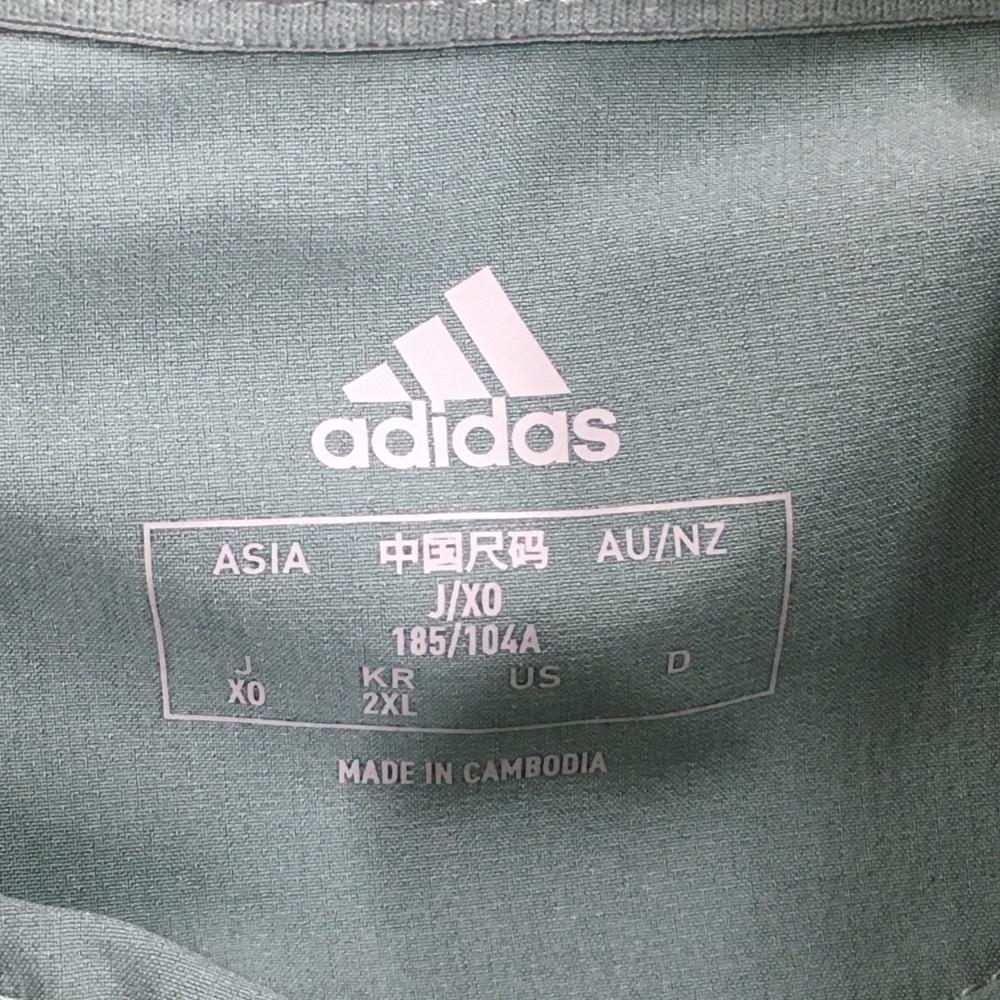 adidas
ASIA 中国尺码 AU/NZ
J/XO
185/104A
J KR US D
XO 2XL
MADE IN CAMBODIA